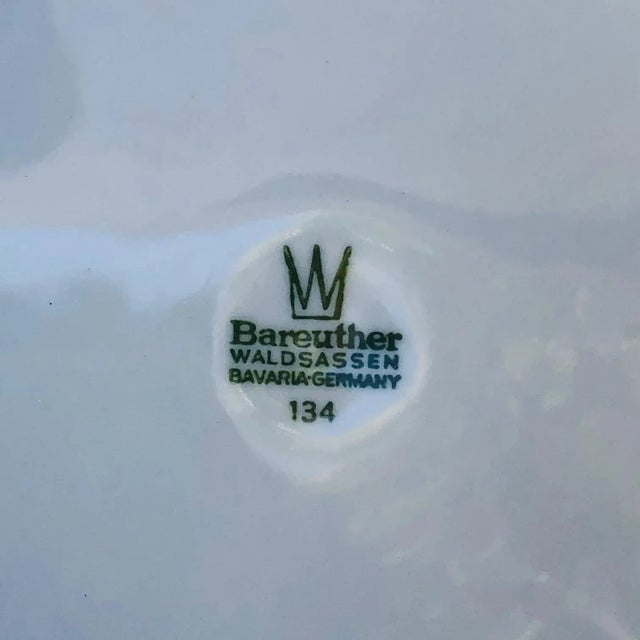 W
Bareuther
WALDSASSEN
BAVARIA·GERMANY
134